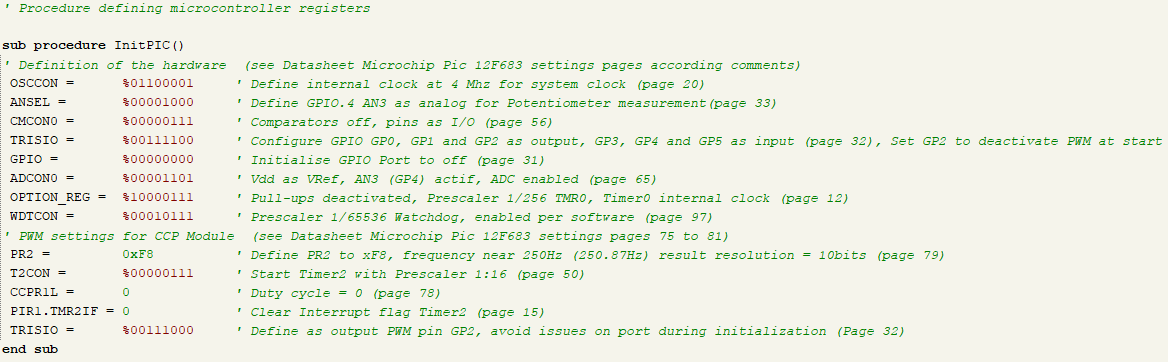 ' Procedure defining microcontroller registers
sub procedure InitPIC()
' Definition of the hardware  (see Datasheet Microchip Pic 12F683 settings pages according comments)
OSCCON =      %01100001     ' Define internal clock at 4 Mhz for system clock (page 20)
ANSEL =       %00001000     ' Define GPIO.4 AN3 as analog for Potentiometer measurement(page 33)
CMCON0 =      %00000111     ' Comparators off, pins as I/O (page 56)
TRISIO =      %00111100     ' Configure GPIO GP0, GP1 and GP2 as output, GP3, GP4 and GP5 as input (page 32), Set GP2 to deactivate PWM at start
GPIO =        %00000000     ' Initialise GPIO Port to off (page 31)
ADCON0 =      %00001101     ' Vdd as VRef, AN3 (GP4) actif, ADC enabled (page 65)
OPTION_REG =  %10000111     ' Pull-ups deactivated, Prescaler 1/256 TMR0, Timer0 internal clock (page 12)
WDTCON =      %00010111     ' Prescaler 1/65536 Watchdog, enabled per software (page 97)
' PWM settings for CCP Module  (see Datasheet Microchip Pic 12F683 settings pages 75 to 81)
PR2 =         0xF8          ' Define PR2 to xF8, frequency near 250Hz (250.87Hz) result resolution = 10bits (page 79)
T2CON =       %00000111     ' Start Timer2 with Prescaler 1:16 (page 50)
CCPR1L =      0             ' Duty cycle = 0 (page 78)
PIR1.TMR2IF = 0             ' Clear Interrupt flag Timer2 (page 15)
TRISIO =      %00111000     ' Define as output PWM pin GP2, avoid issues on port during initialization (Page 32)
end sub